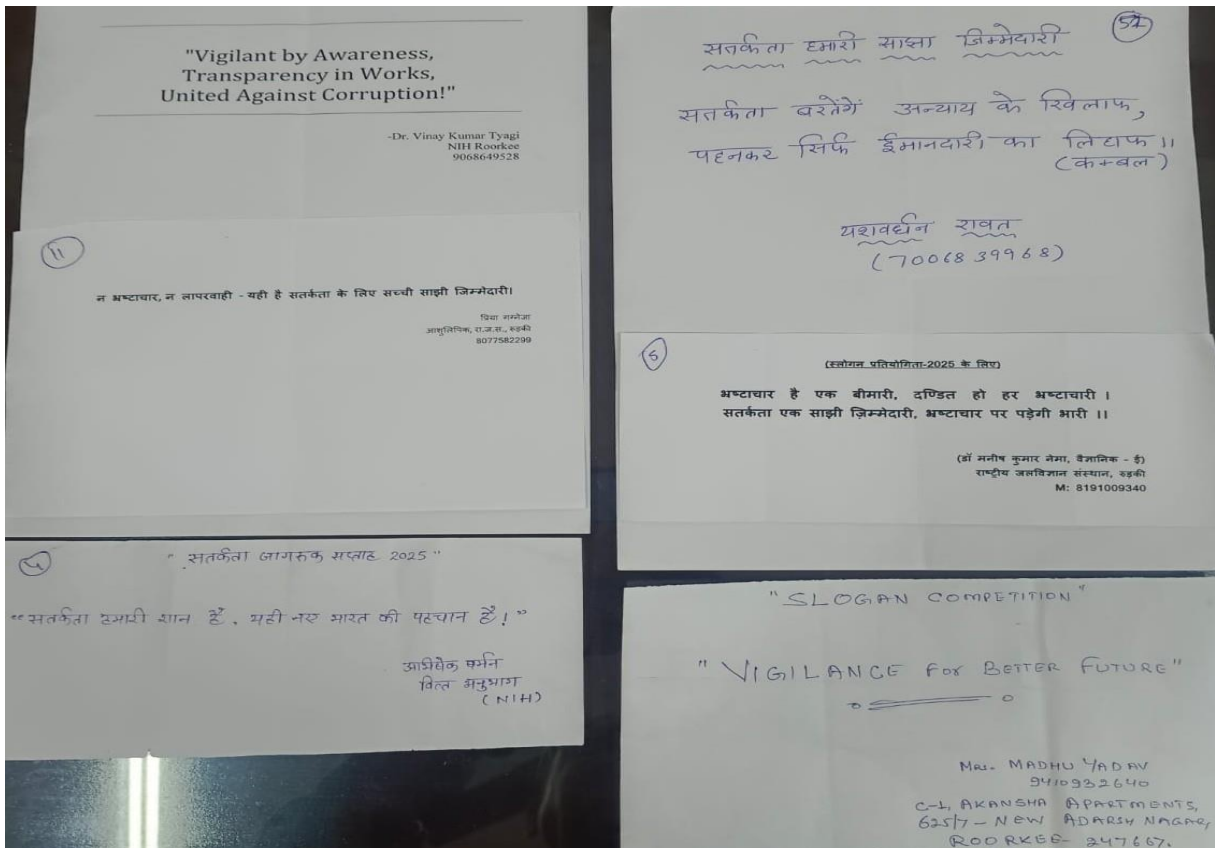 "Vigilant by Awareness,
Transparency in Works,
United Against Corruption!"
-Dr. Vinay Kumar Tyagi
NIH Roorkee
9068649528
11
न भ्रष्टाचार, न लापरवाही - यही है सतर्कता के लिए सच्ची साझी जिम्मेदारी।
प्रिया गम्नेजा
आशुलिपिक, रा.ज.स., रुड़की
8077582299
" सतर्कता जागरुक सप्ताह 2025 "
"सतर्कता हमारी शान है, यही नए भारत की पहचान है!"
अभिषेक वर्मन
वित्त अनुभाग
(NIH)
सतर्कता हमारी साझा जिम्मेदारी
सतर्कता बरतेंगें अन्याय के खिलाफ,
पहनकर सिर्फ ईमानदारी का लिहाफ ॥
(कम्बल)
यशवर्धन रावत
(7006839968)
5
(स्लोगन प्रतियोगिता-2025 के लिए)
भ्रष्टाचार है एक बीमारी, दण्डित हो हर भ्रष्टाचारी ।
सतर्कता एक साझी ज़िम्मेदारी, भ्रष्टाचार पर पड़ेगी भारी ।।
(डॉ मनीष कुमार नेमा, वैज्ञानिक - ई)
राष्ट्रीय जलविज्ञान संस्थान, रुड़की
M: 8191009340
"SLOGAN COMPETITION"
"VIGILANCE For BETTER FUTURE"
Mrs. MADHU YADAV
9410932640
C-1, AKANSHA APARTMENTS,
625/7 - NEW ADARSH NAGAR,
ROORKEE- 247667.